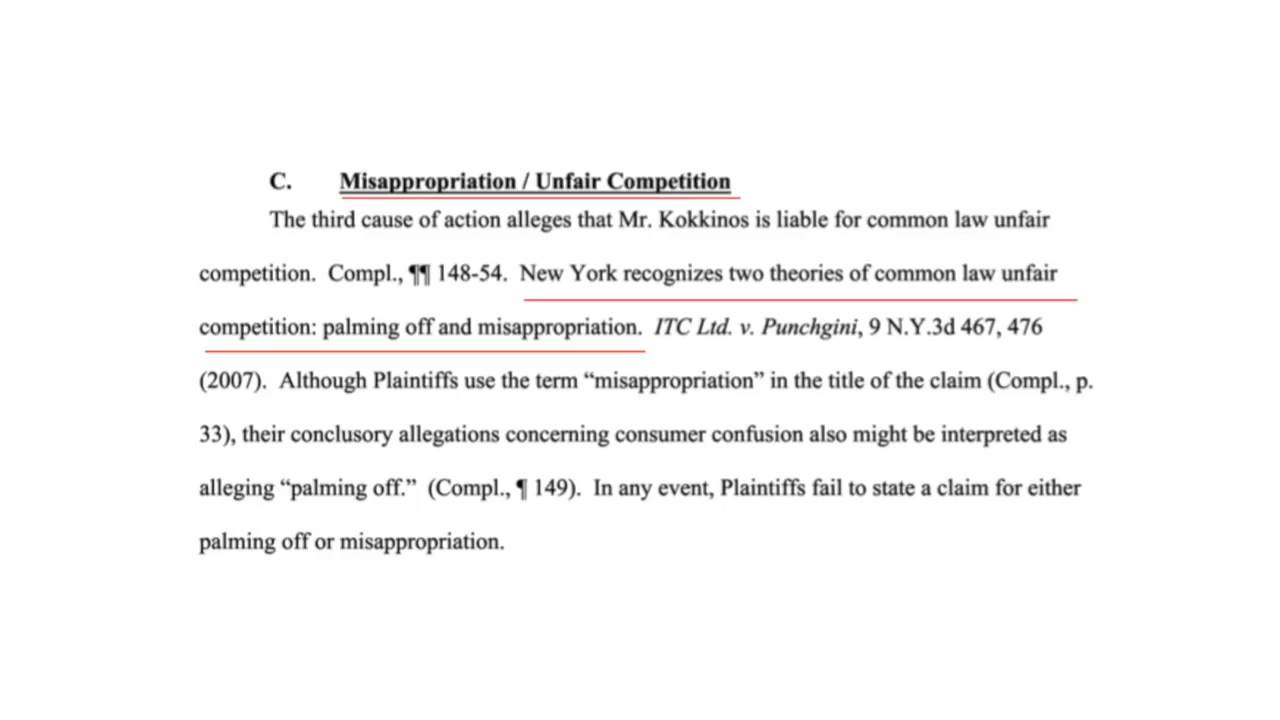 C. Misappropriation / Unfair Competition
The third cause of action alleges that Mr. Kokkinos is liable for common law unfair
competition. Compl., ¶¶ 148-54. New York recognizes two theories of common law unfair
competition: palming off and misappropriation. ITC Ltd. v. Punchgini, 9 N.Y.3d 467, 476
(2007). Although Plaintiffs use the term “misappropriation” in the title of the claim (Compl., p.
33), their conclusory allegations concerning consumer confusion also might be interpreted as
alleging “palming off.” (Compl., ¶ 149). In any event, Plaintiffs fail to state a claim for either
palming off or misappropriation.